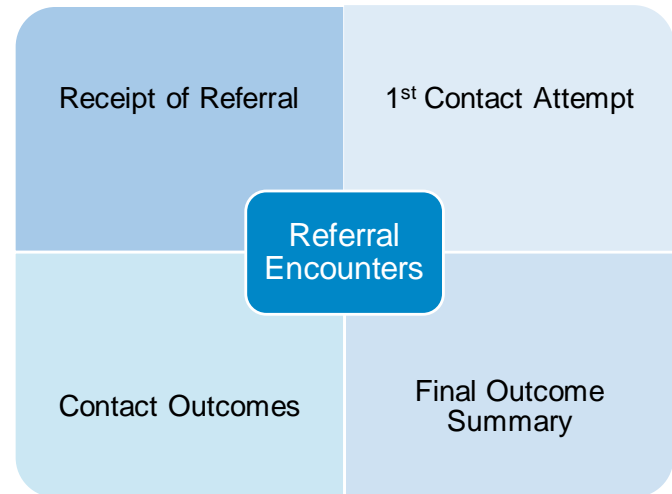 Receipt of Referral
1st Contact Attempt
Referral
Encounters
Contact Outcomes
Final Outcome
Summary